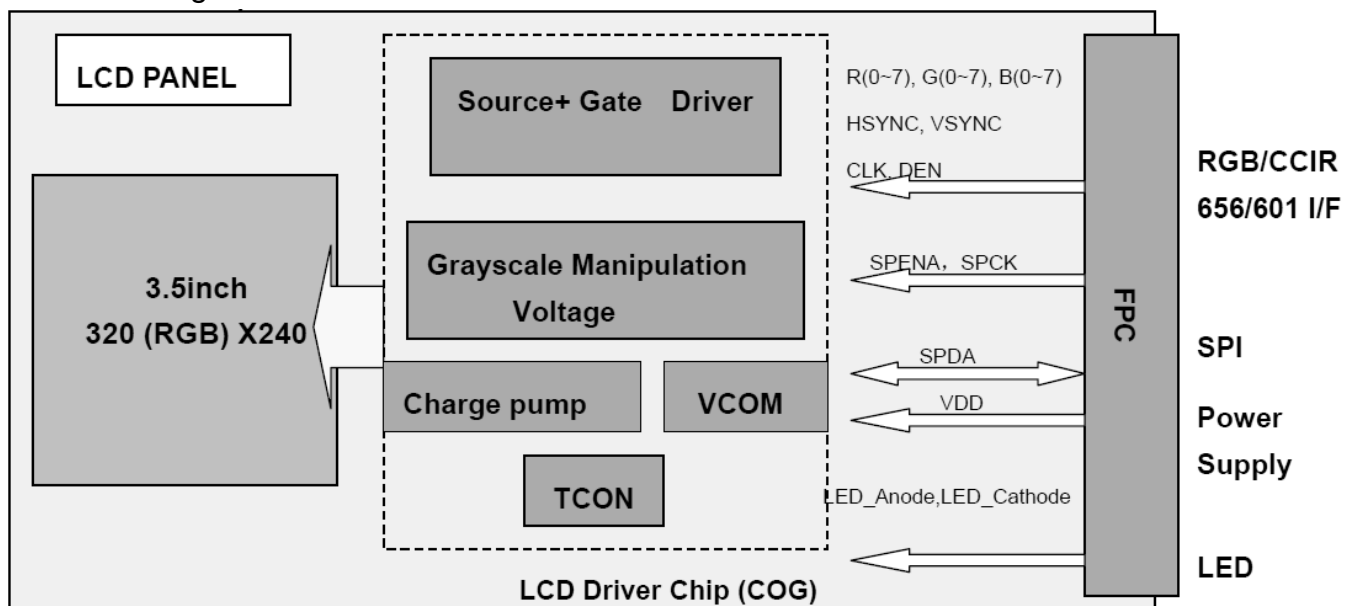 LCD PANEL
Source+ Gate Driver
R(0~7), G(0~7), B(0~7)
HSYNC, VSYNC
CLK, DEN
RGB/CCIR
656/601 I/F
3.5inch
320 (RGB) X240
Grayscale Manipulation
Voltage
SPENA，SPCK
FPC
SPI
SPDA
Charge pump
VCOM
VDD
Power
Supply
TCON
LED_Anode,LED_Cathode
LED
LCD Driver Chip (COG)